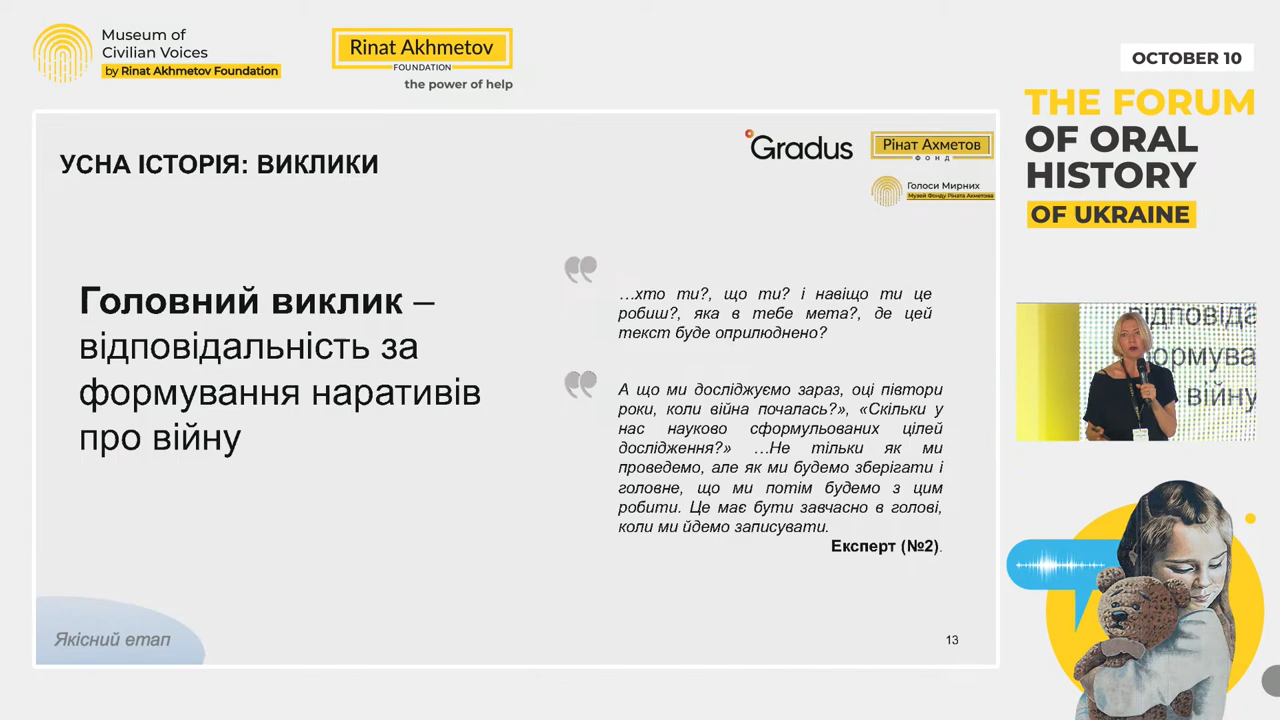 Museum of
Civilian Voices
by Rinat Akhmetov Foundation
Rinat Akhmetov
FOUNDATION
the power of help
OCTOBER 10
THE FORUM
OF ORAL
HISTORY
OF UKRAINE
УСНА ІСТОРІЯ: ВИКЛИКИ
Gradus
Рінат Ахметов
ФОНД
Голоси Мирних
Музей Фонду Ріната Ахметова
Головний виклик –
відповідальність за
формування наративів
про війну
…хто ти?, що ти? і навіщо ти це
робиш?, яка в тебе мета?, де цей
текст буде оприлюднено?
А що ми досліджуємо зараз, оці півтори
роки, коли війна почалась?», «Скільки у
нас науково сформульованих цілей
дослідження?» …Не тільки як ми
проведемо, але як ми будемо зберігати і
головне, що ми потім будемо з цим
робити. Це має бути завчасно в голові,
коли ми йдемо записувати.
Експерт (№2).
Якісний етап
13
відповіда
формува
війну